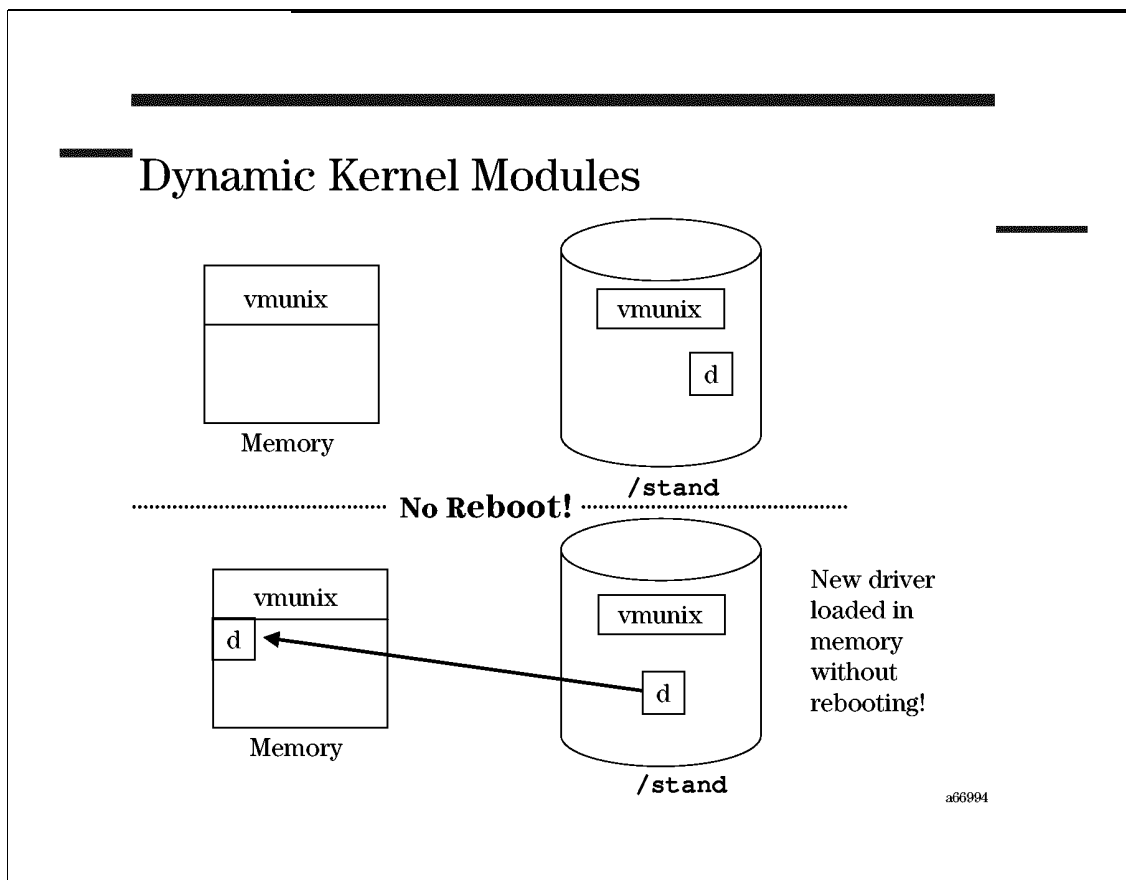 Dynamic Kernel Modules
vmunix
Memory
vmunix
d
/stand
No Reboot!
vmunix
d
Memory
vmunix
d
/stand
New driver
loaded in
memory
without
rebooting!
a66994